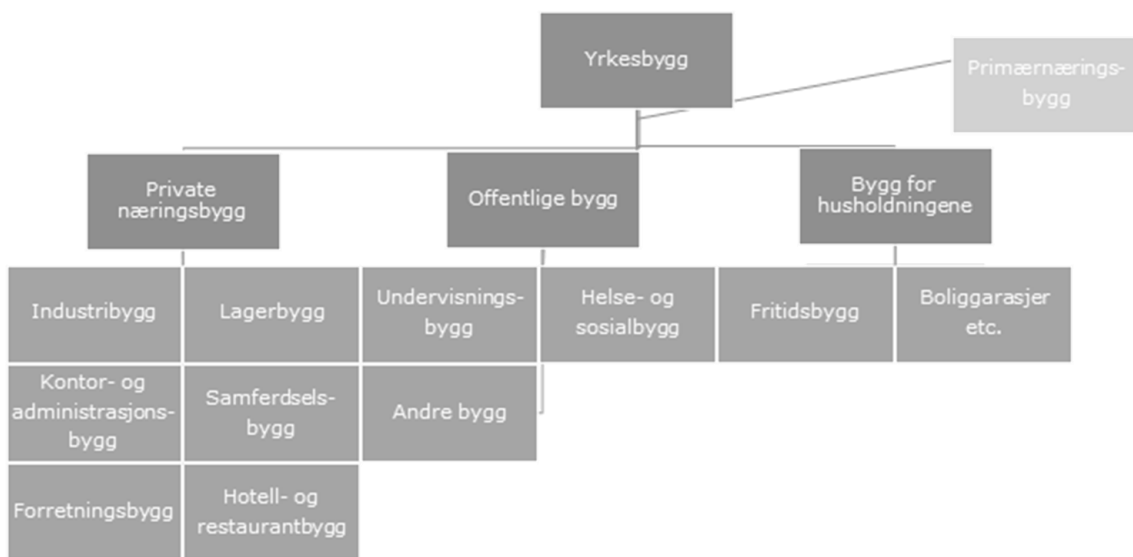 Yrkesbygg
Primærnærings-
bygg
Private
næringsbygg
Offentlige bygg
Bygg for
husholdningene
Industribygg
Lagerbygg
Undervisnings-
bygg
Helse- og
sosialbygg
Fritidsbygg
Boliggarasjer
etc.
Kontor- og
administrasjons-
bygg
Samferdsels-
bygg
Andre bygg
Forretningsbygg
Hotell- og
restaurantbygg